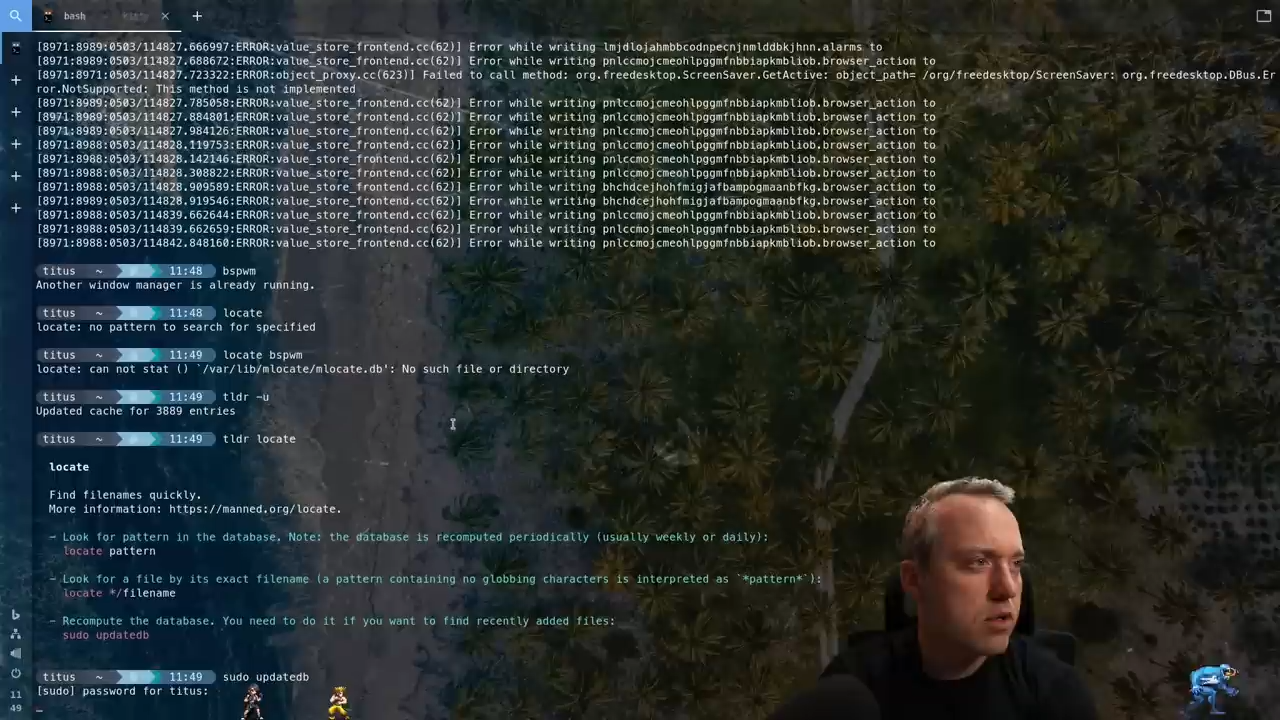 bash kitty
[8971:8989:0503/114827.666997:ERROR:value_store_frontend.cc(62)] Error while writing lmjdlojahmbbcodnpecnjnmlddbkjhnn.alarms to
[8971:8989:0503/114827.688672:ERROR:value_store_frontend.cc(62)] Error while writing pnlccmojcmeohlpggmfnbbiapkmbliob.browser_action to
[8971:8971:0503/114827.723322:ERROR:object_proxy.cc(623)] Failed to call method: org.freedesktop.ScreenSaver.GetActive: object_path= /org/freedesktop/ScreenSaver: org.freedesktop.DBus.Er
ror.NotSupported: This method is not implemented
[8971:8988:0503/114827.785058:ERROR:value_store_frontend.cc(62)] Error while writing pnlccmojcmeohlpggmfnbbiapkmbliob.browser_action to
[8971:8988:0503/114827.884801:ERROR:value_store_frontend.cc(62)] Error while writing pnlccmojcmeohlpggmfnbbiapkmbliob.browser_action to
[8971:8988:0503/114827.984126:ERROR:value_store_frontend.cc(62)] Error while writing pnlccmojcmeohlpggmfnbbiapkmbliob.browser_action to
[8971:8988:0503/114828.119753:ERROR:value_store_frontend.cc(62)] Error while writing pnlccmojcmeohlpggmfnbbiapkmbliob.browser_action to
[8971:8988:0503/114828.142146:ERROR:value_store_frontend.cc(62)] Error while writing pnlccmojcmeohlpggmfnbbiapkmbliob.browser_action to
[8971:8988:0503/114828.308822:ERROR:value_store_frontend.cc(62)] Error while writing pnlccmojcmeohlpggmfnbbiapkmbliob.browser_action to
[8971:8988:0503/114828.909589:ERROR:value_store_frontend.cc(62)] Error while writing bhchdcejhohfmigjafbampogmaanbfkg.browser_action to
[8971:8988:0503/114828.919546:ERROR:value_store_frontend.cc(62)] Error while writing bhchdcejhohfmigjafbampogmaanbfkg.browser_action to
[8971:8988:0503/114839.662644:ERROR:value_store_frontend.cc(62)] Error while writing pnlccmojcmeohlpggmfnbbiapkmbliob.browser_action to
[8971:8988:0503/114839.662659:ERROR:value_store_frontend.cc(62)] Error while writing pnlccmojcmeohlpggmfnbbiapkmbliob.browser_action to
[8971:8988:0503/114842.848160:ERROR:value_store_frontend.cc(62)] Error while writing pnlccmojcmeohlpggmfnbbiapkmbliob.browser_action to
titus ~ 11:48 bspwm
Another window manager is already running.
titus ~ 11:48 locate
locate: no pattern to search for specified
titus ~ 11:49 locate bspwm
locate: can not stat () `/var/lib/mlocate/mlocate.db': No such file or directory
titus ~ 11:49 tldr -u
Updated cache for 3889 entries
titus ~ 11:49 tldr locate
locate
Find filenames quickly.
More information: https://manned.org/locate.
- Look for pattern in the database. Note: the database is recomputed periodically (usually weekly or daily):
locate pattern
- Look for a file by its exact filename (a pattern containing no globbing characters is interpreted as `*pattern*`):
locate */filename
- Recompute the database. You need to do it if you want to find recently added files:
sudo updatedb
titus ~ 11:49 sudo updatedb
[sudo] password for titus:
11
49